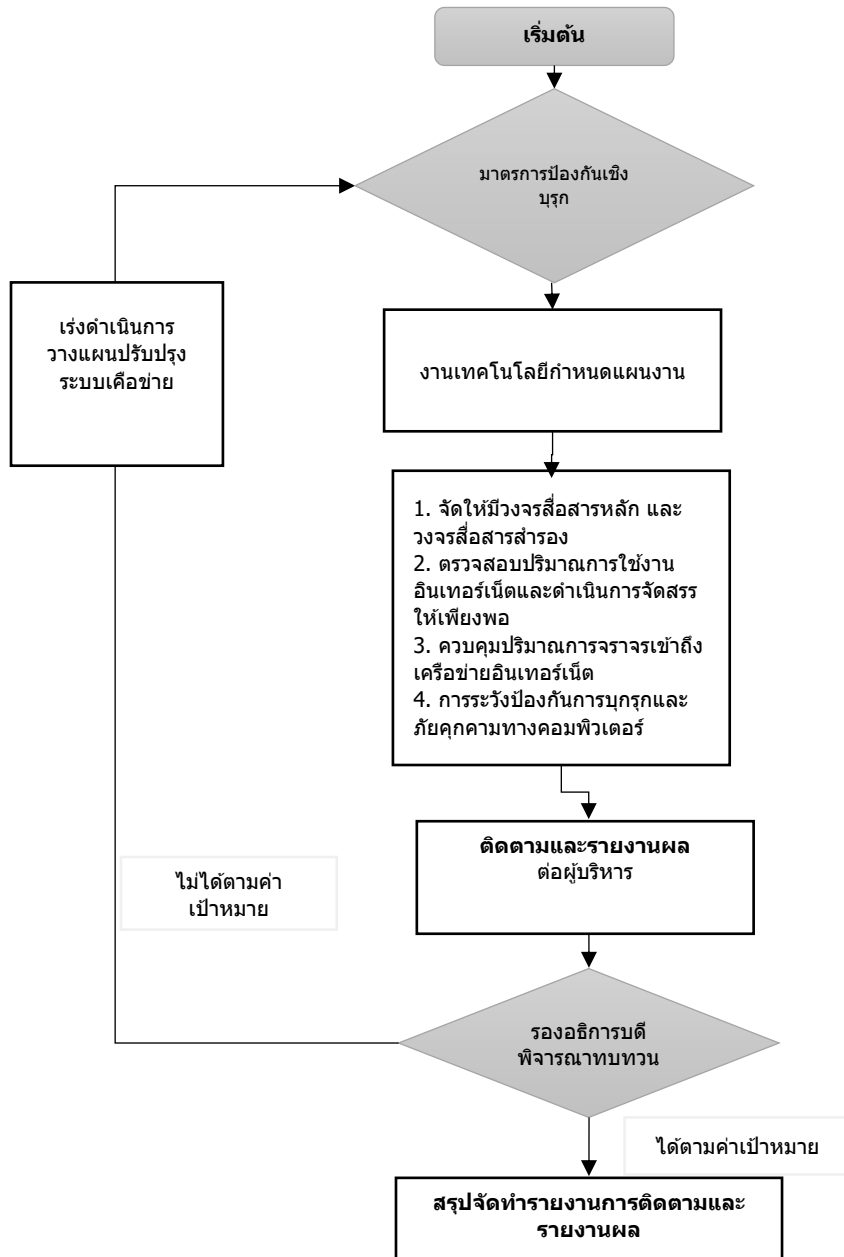 เริ่มต้น
มาตรการป้องกันเชิง
บุรุก
เร่งดำเนินการ
วางแผนปรับปรุง
ระบบเคือข่าย
งานเทคโนโลยีกำหนดแผนงาน
1. จัดให้มีวงจรสื่อสารหลัก และ
วงจรสื่อสารสำรอง
2. ตรวจสอบปริมาณการใช้งาน
อินเทอร์เน็ตและดำเนินการจัดสรร
ให้เพียงพอ
3. ควบคุมปริมาณการจราจรเข้าถึง
เครือข่ายอินเทอร์เน็ต
4. การระวังป้องกันการบุกรุกและ
ภัยคุกคามทางคอมพิวเตอร์
ติดตามและรายงานผล
ต่อผู้บริหาร
ไม่ได้ตามค่า
เป้าหมาย
รองอธิการบดี
พิจารณาทบทวน
ได้ตามค่าเป้าหมาย
สรุปจัดทำรายงานการติดตามและ
รายงานผล